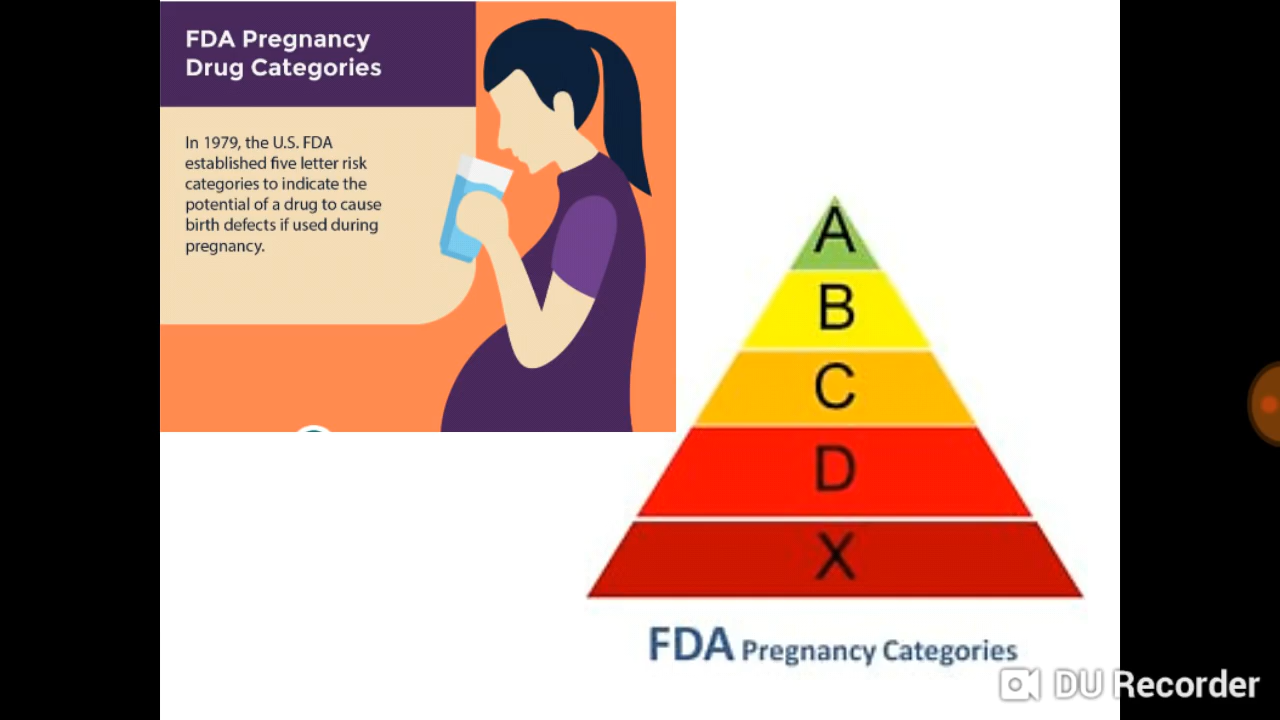 FDA Pregnancy
Drug Categories
In 1979, the U.S. FDA
established five letter risk
categories to indicate the
potential of a drug to cause
birth defects if used during
pregnancy.
A
B
C
D
X
FDA Pregnancy Categories
DU Recorder